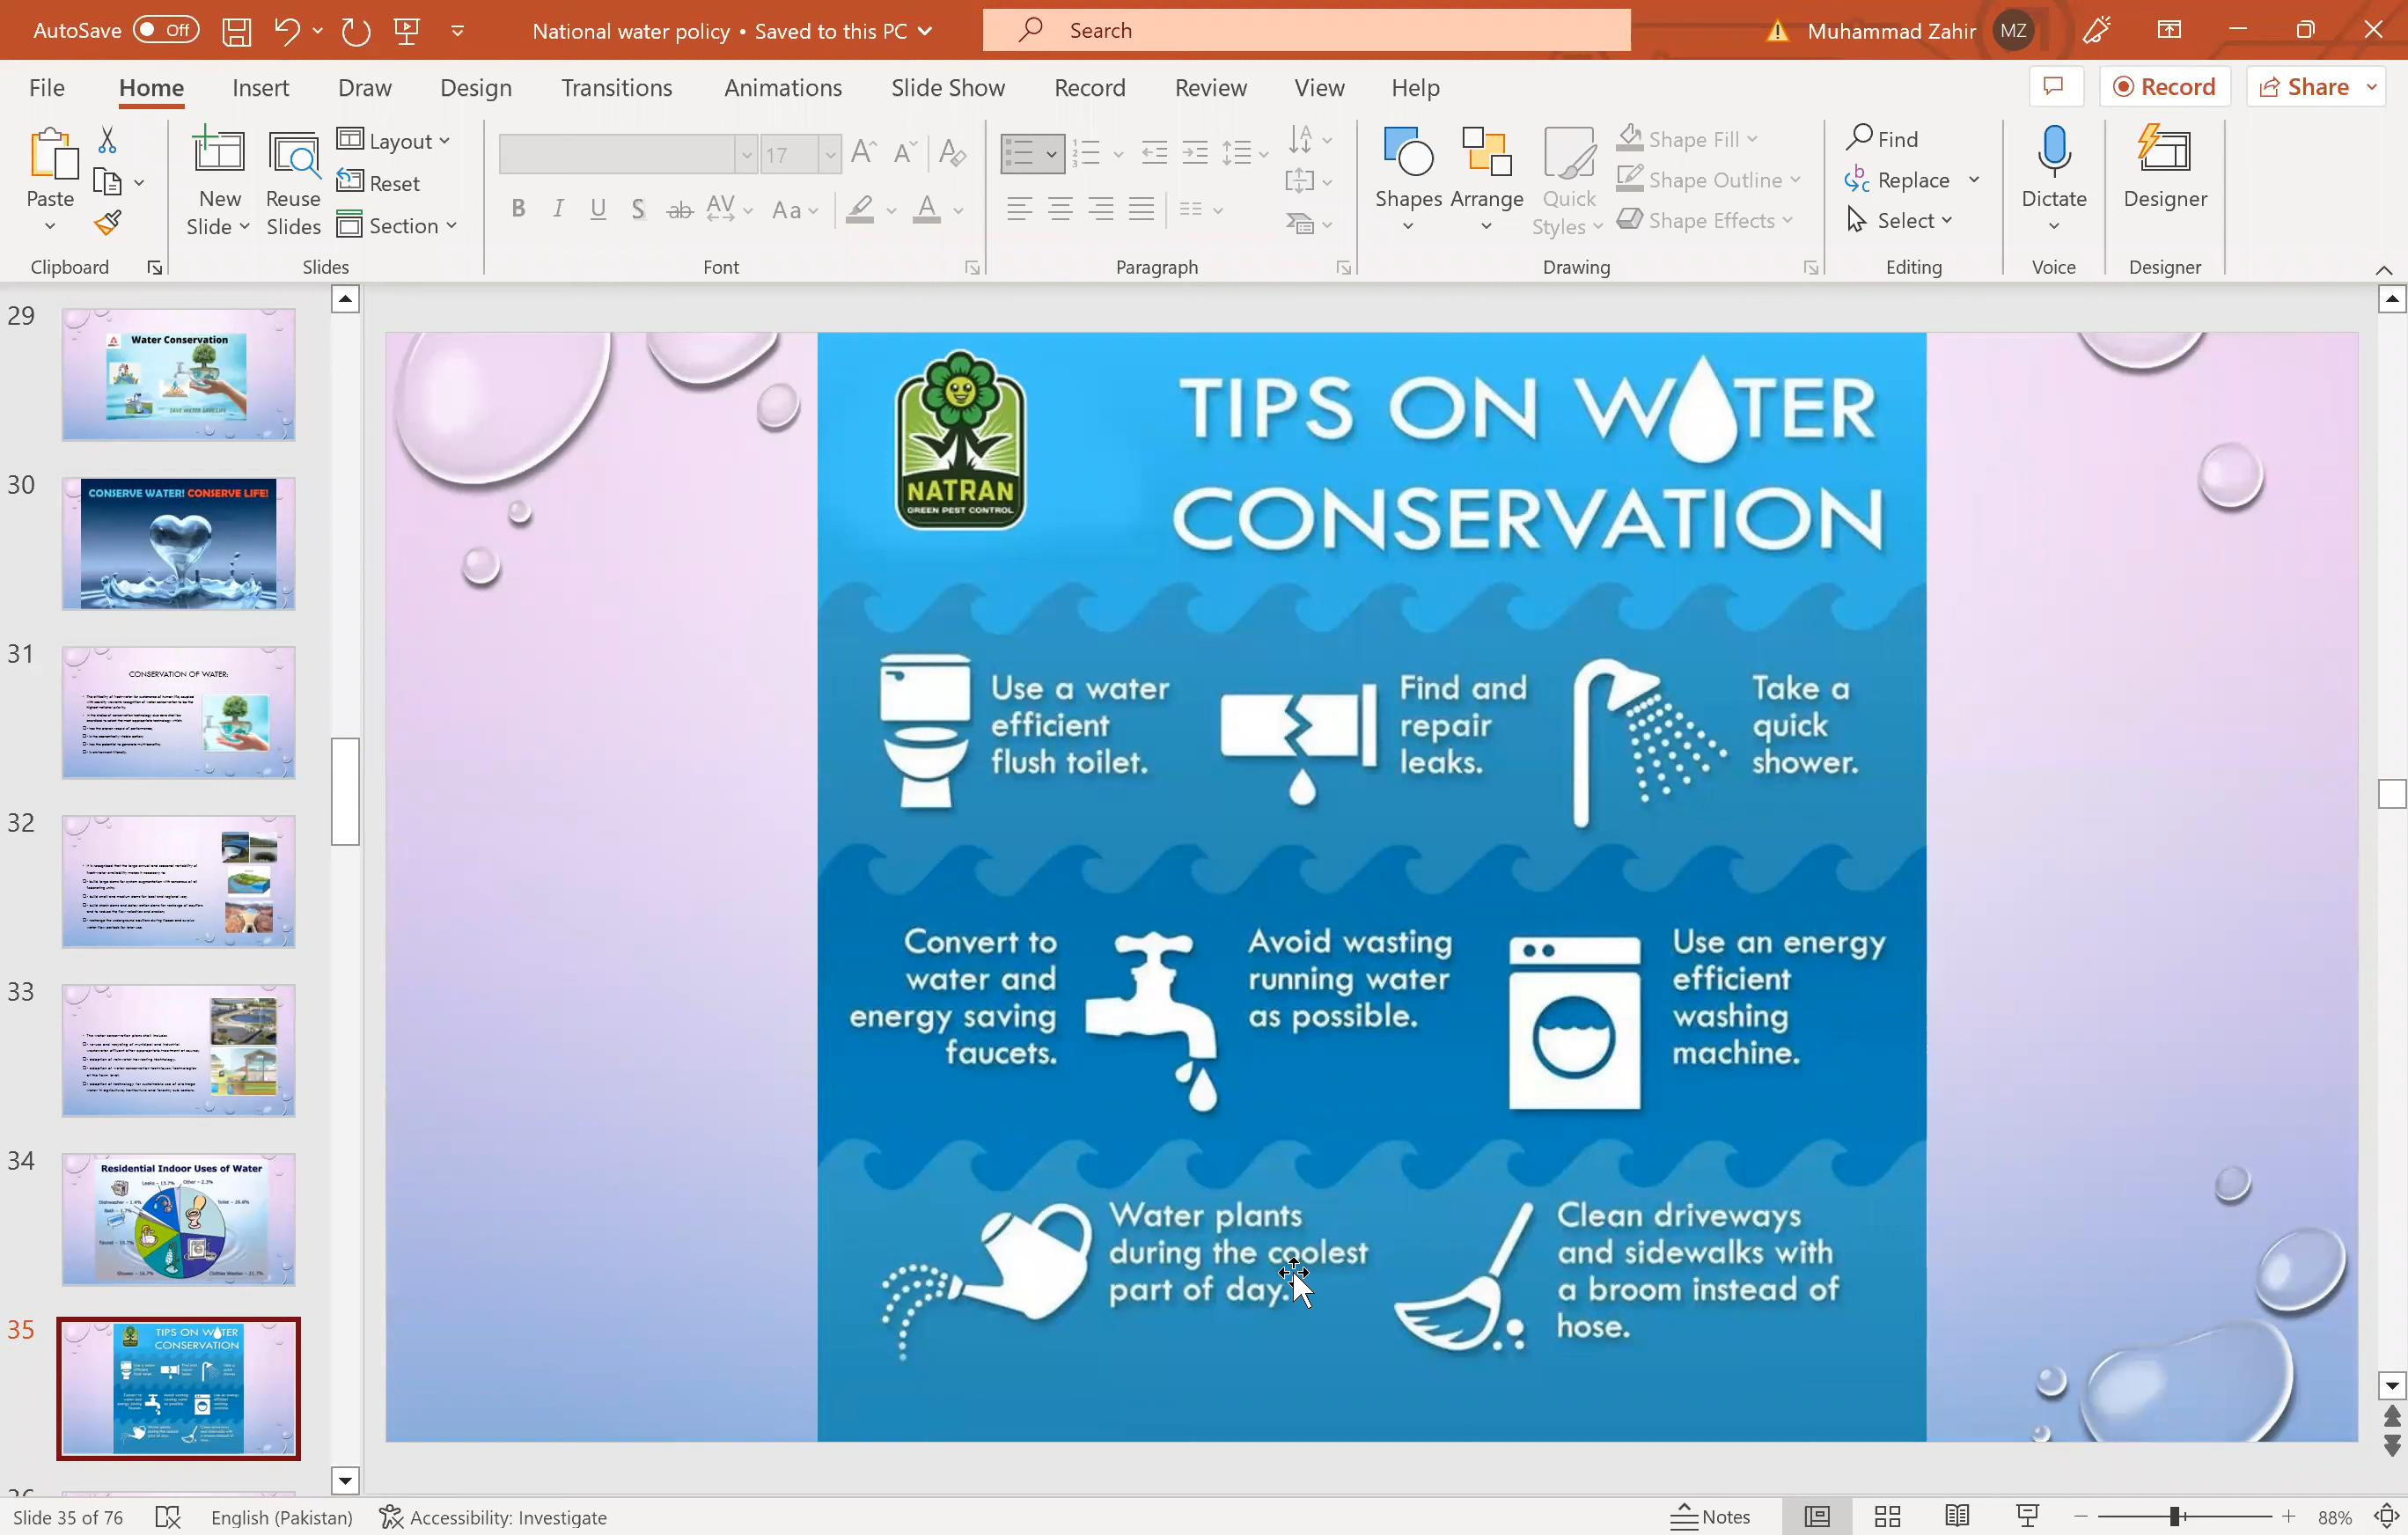 AutoSave Off
National water policy • Saved to this PC
Search
Muhammad Zahir MZ
File Home Insert Draw Design Transitions Animations Slide Show Record Review View Help
Record Share
Paste
New Slide
Reuse Slides
Layout
Reset
Section
17
B I U S ab AV Aa A
Shapes Arrange
Quick Styles
Shape Fill
Shape Outline
Shape Effects
Find
Replace
Select
Dictate
Designer
Clipboard Slides Font Paragraph Drawing Editing Voice Designer
29
Water Conservation
30
CONSERVE WATER! CONSERVE LIFE!
31
CONSERVATION OF WATER:
32
33
34
Residential Indoor Uses of Water
35
TIPS ON WATER
CONSERVATION
NATRAN
GREEN PEST CONTROL
TIPS ON WATER
CONSERVATION
Use a water
efficient
flush toilet.
Find and
repair
leaks.
Take a
quick
shower.
Convert to
water and
energy saving
faucets.
Avoid wasting
running water
as possible.
Use an energy
efficient
washing
machine.
Water plants
during the coolest
part of day.
Clean driveways
and sidewalks with
a broom instead of
hose.
Slide 35 of 76 English (Pakistan) Accessibility: Investigate Notes 88%